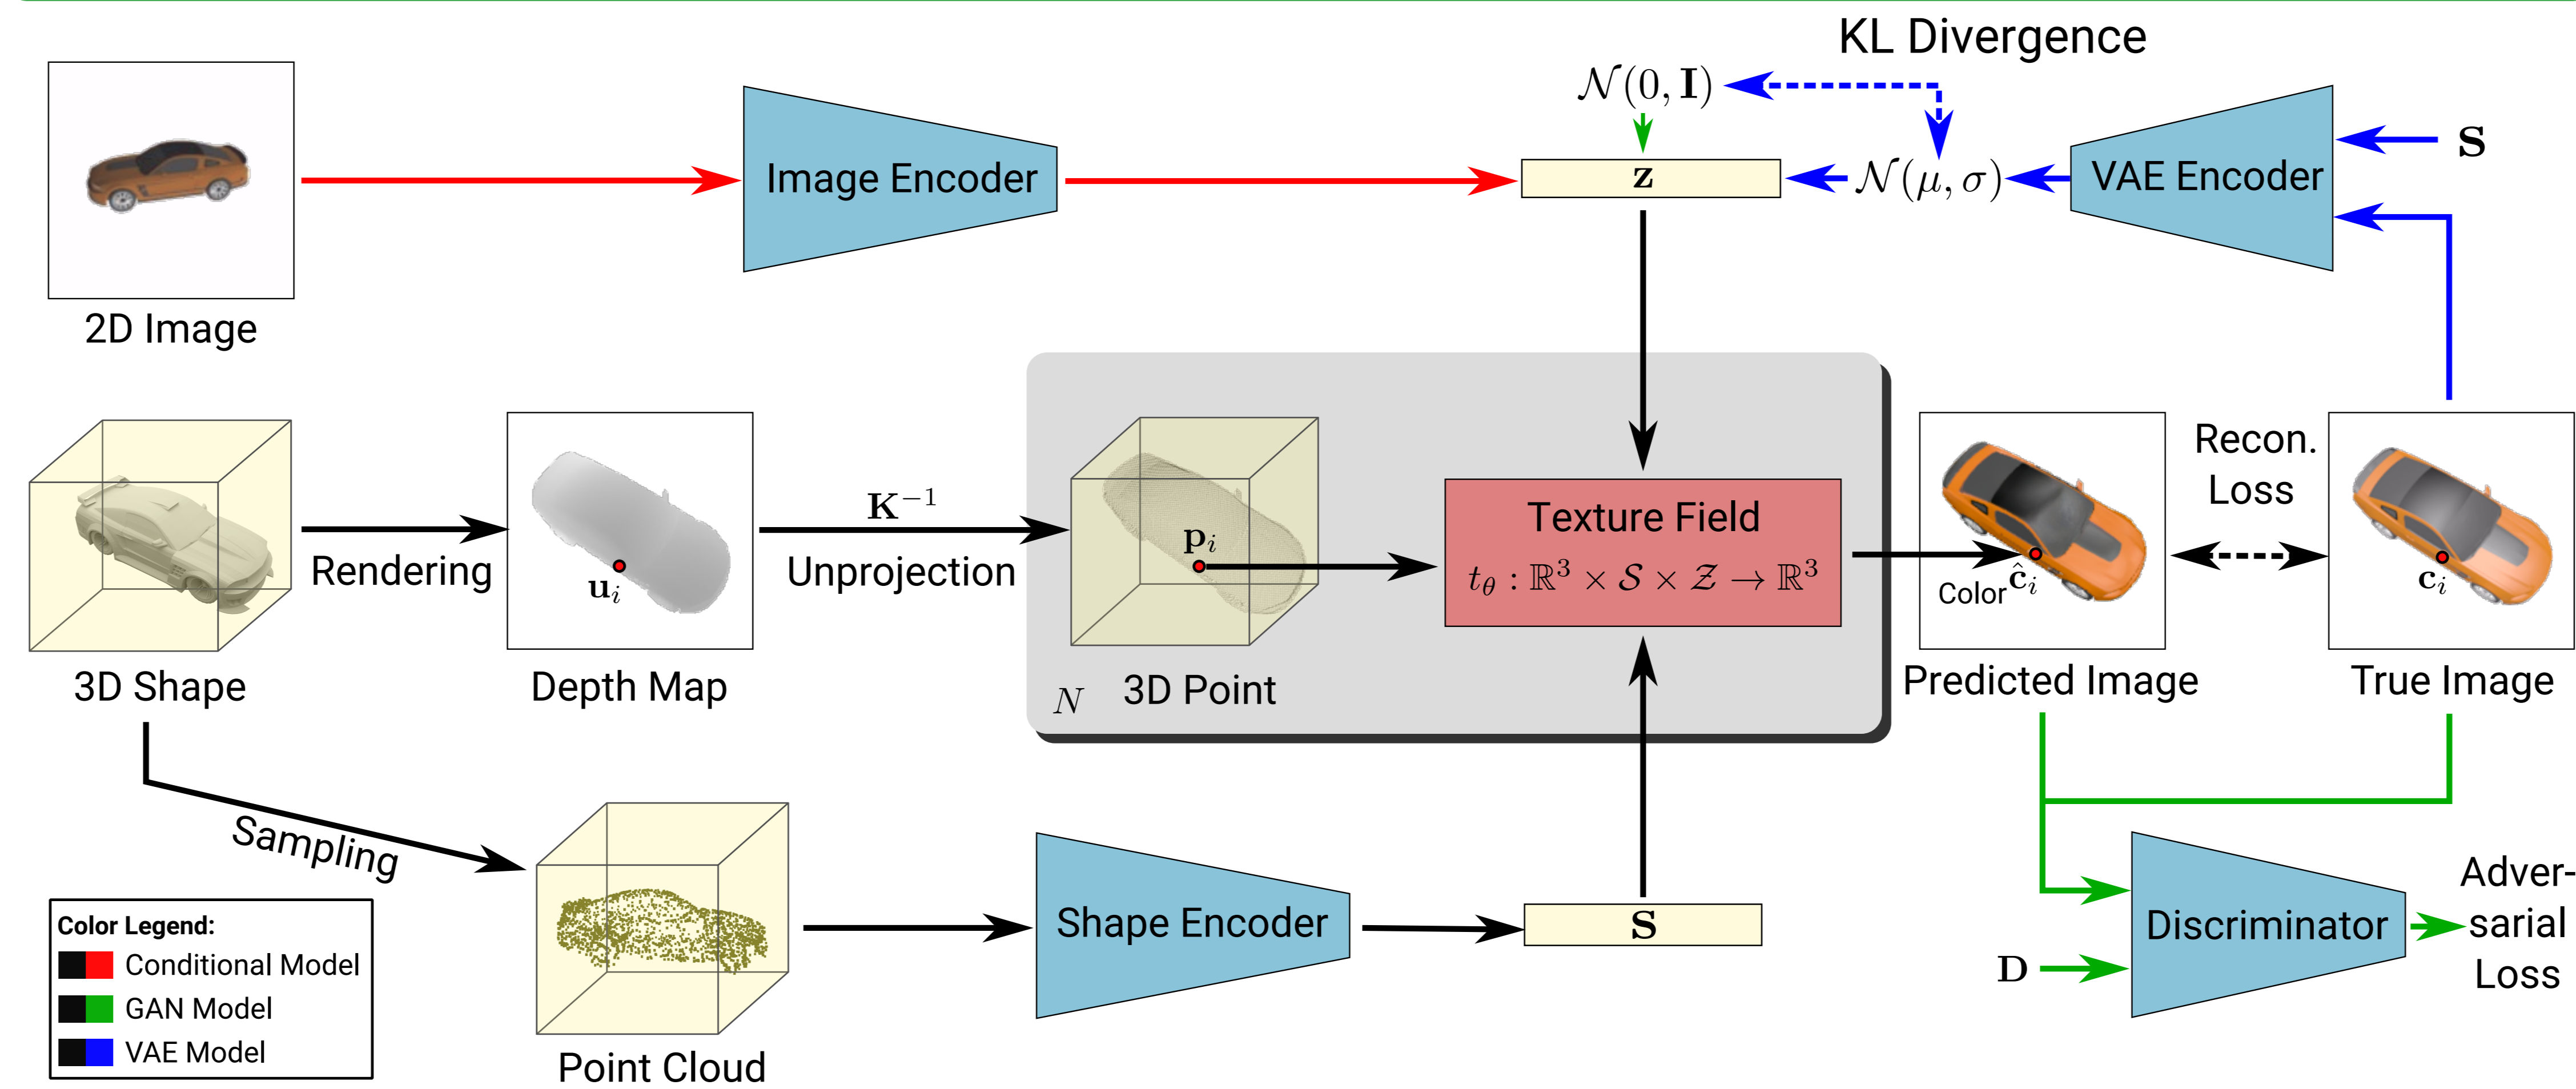 KL Divergence
𝒩(0, I)
Image Encoder
z
𝒩(μ, σ)
VAE Encoder
S
2D Image
Rendering
u_i
K⁻¹
Unprojection
p_i
Texture Field
t_θ : ℝ³ × 𝒮 × 𝒵 → ℝ³
Color ĉ_i
Recon.
Loss
c_i
3D Shape
Depth Map
N
3D Point
Predicted Image
True Image
Sampling
Point Cloud
Shape Encoder
S
D
Discriminator
Adver-
sarial
Loss
Color Legend:
Conditional Model
GAN Model
VAE Model